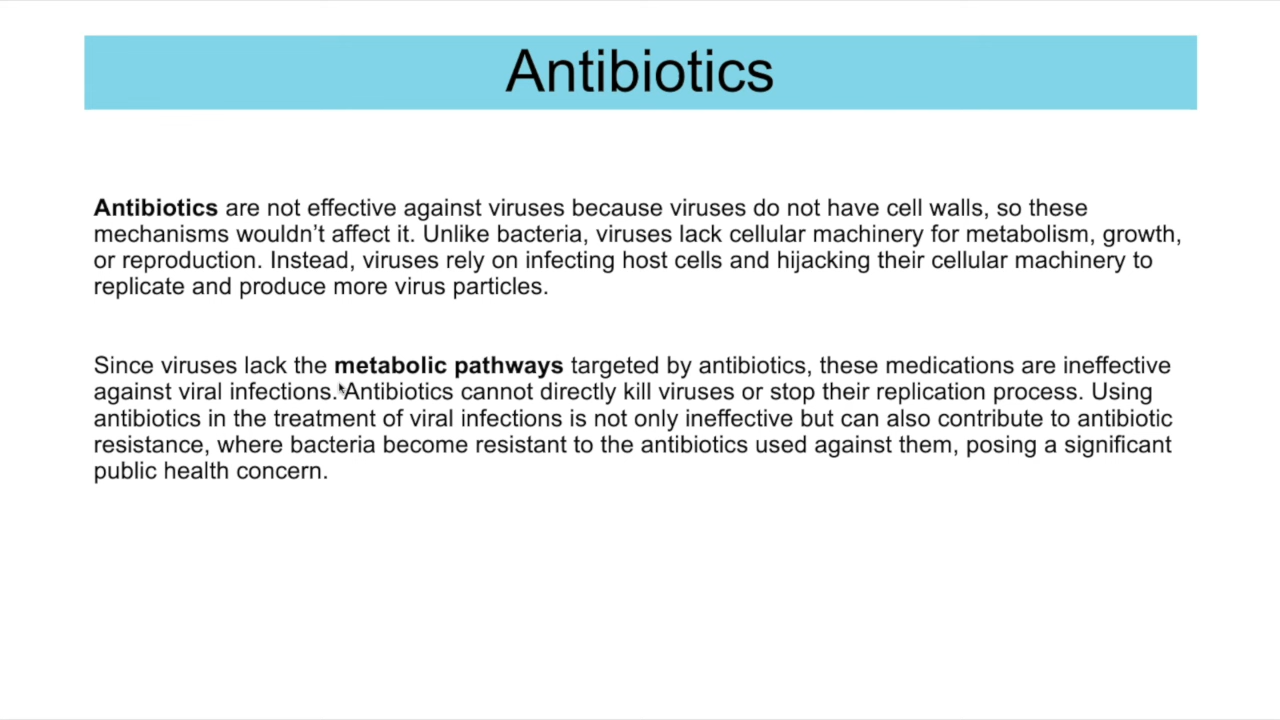 Antibiotics
Antibiotics are not effective against viruses because viruses do not have cell walls, so these
mechanisms wouldn’t affect it. Unlike bacteria, viruses lack cellular machinery for metabolism, growth,
or reproduction. Instead, viruses rely on infecting host cells and hijacking their cellular machinery to
replicate and produce more virus particles.
Since viruses lack the metabolic pathways targeted by antibiotics, these medications are ineffective
against viral infections. Antibiotics cannot directly kill viruses or stop their replication process. Using
antibiotics in the treatment of viral infections is not only ineffective but can also contribute to antibiotic
resistance, where bacteria become resistant to the antibiotics used against them, posing a significant
public health concern.